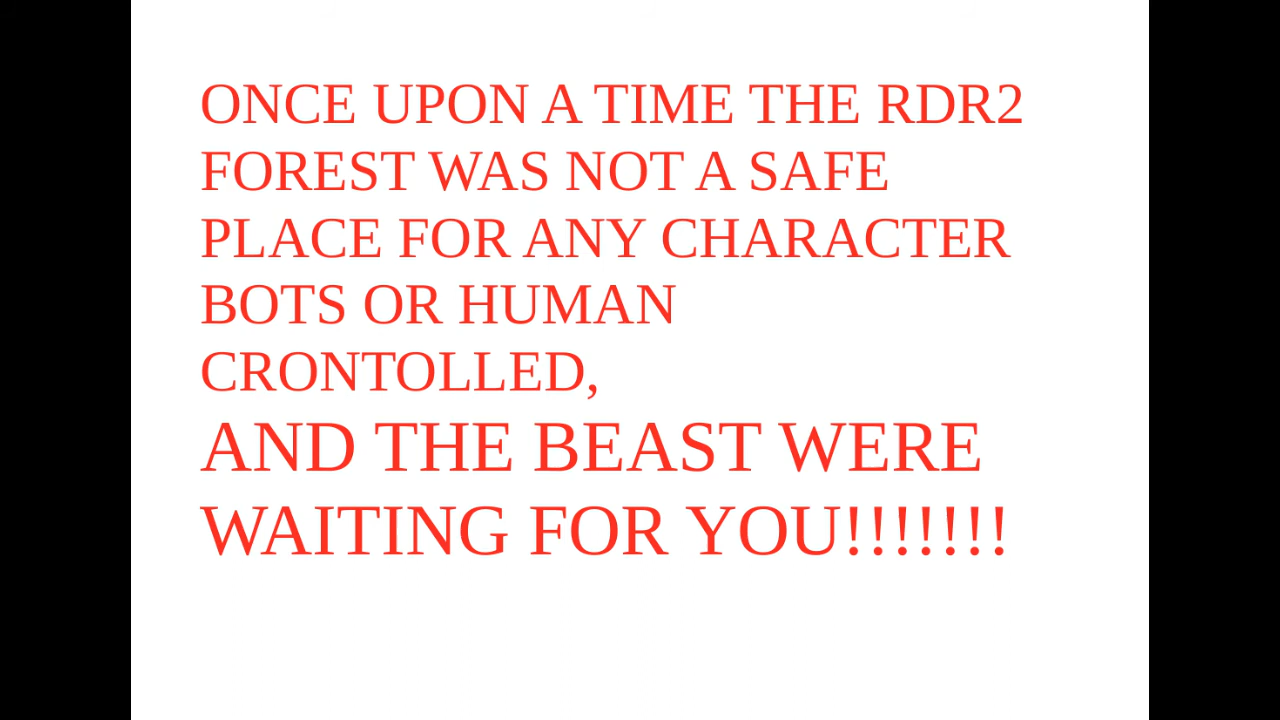 ONCE UPON A TIME THE RDR2
FOREST WAS NOT A SAFE
PLACE FOR ANY CHARACTER
BOTS OR HUMAN
CRONTOLLED,
AND THE BEAST WERE
WAITING FOR YOU!!!!!!!